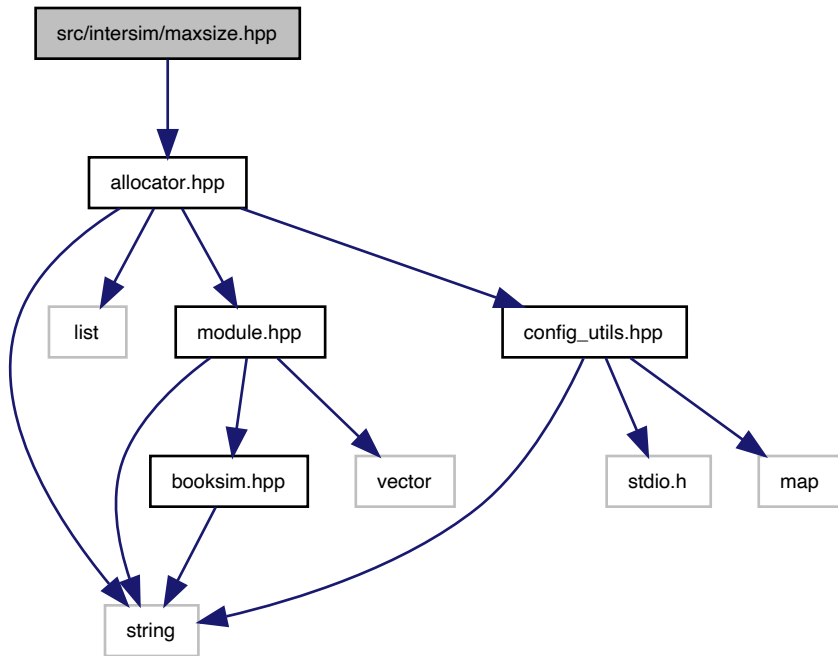 src/intersim/maxsize.hpp
allocator.hpp
list
module.hpp
config_utils.hpp
booksim.hpp
vector
stdio.h
map
string